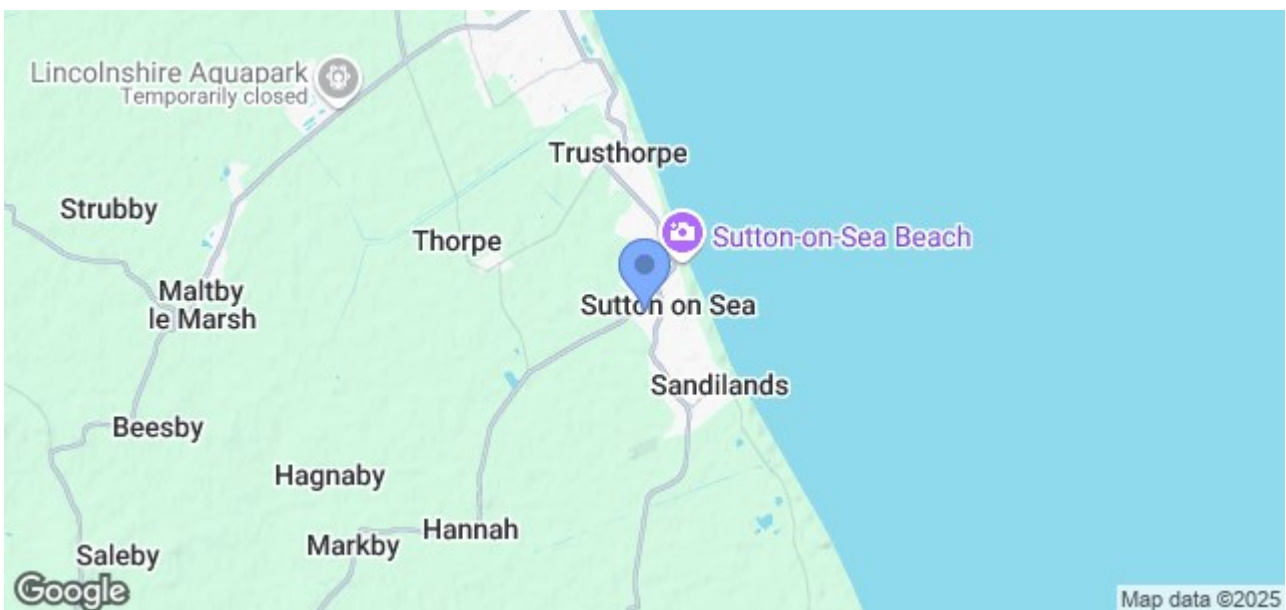 Lincolnshire Aquapark
Temporarily closed
Trusthorpe
Strubby
Thorpe
Sutton-on-Sea Beach
Maltby
le Marsh
Sutton on Sea
Sandilands
Beesby
Hagnaby
Hannah
Markby
Saleby
Google
Map data ©2025